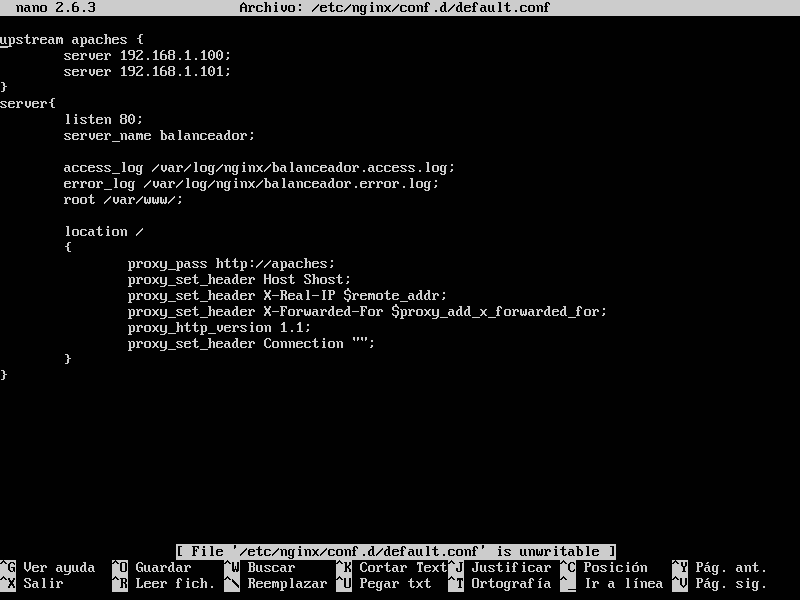 nano 2.6.3 Archivo: /etc/nginx/conf.d/default.conf
upstream apaches {
server 192.168.1.100;
server 192.168.1.101;
}
server{
listen 80;
server_name balanceador;
access_log /var/log/nginx/balanceador.access.log;
error_log /var/log/nginx/balanceador.error.log;
root /var/www/;
location /
{
proxy_pass http://apaches;
proxy_set_header Host Shost;
proxy_set_header X-Real-IP $remote_addr;
proxy_set_header X-Forwarded-For $proxy_add_x_forwarded_for;
proxy_http_version 1.1;
proxy_set_header Connection "";
}
}
[ File '/etc/nginx/conf.d/default.conf' is unwritable ]
^G Ver ayuda ^O Guardar ^W Buscar ^K Cortar Text ^J Justificar ^C Posición ^Y Pág. ant.
^X Salir ^R Leer fich. ^\ Reemplazar ^U Pegar txt ^T Ortografía ^_ Ir a línea ^V Pág. sig.